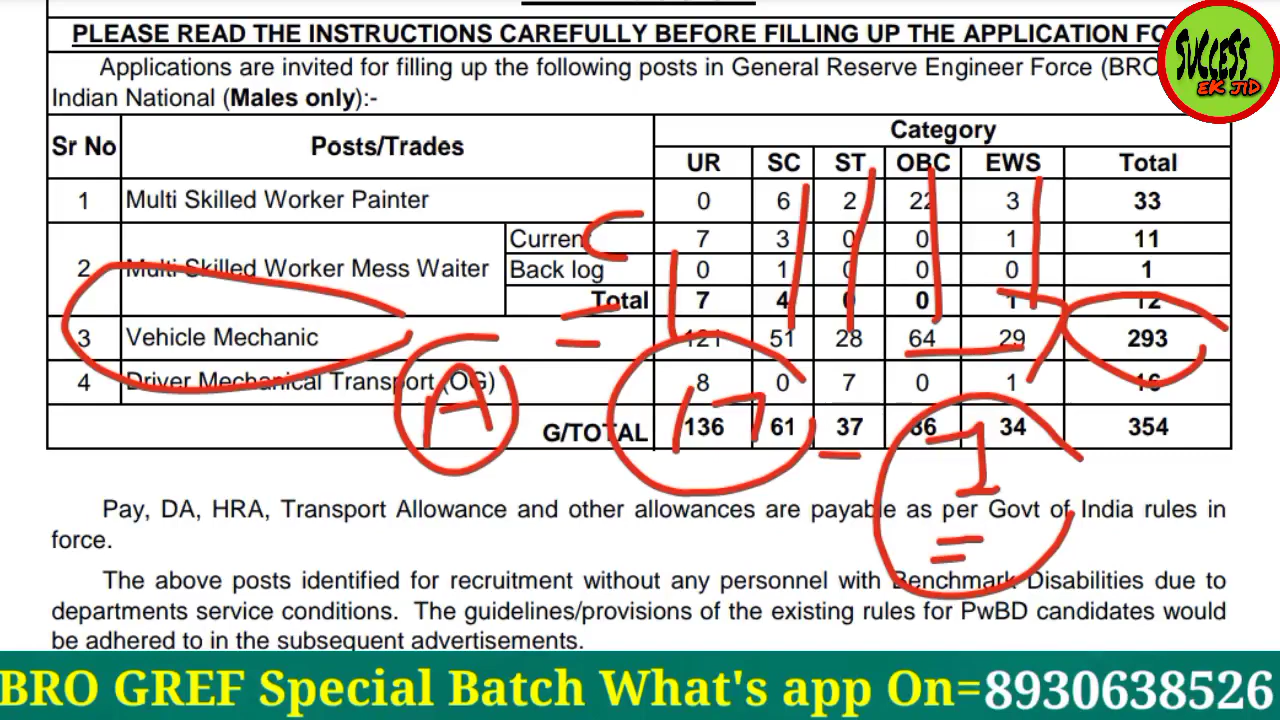 PLEASE READ THE INSTRUCTIONS CAREFULLY BEFORE FILLING UP THE APPLICATION FO
SUCCESS
EK JID
Applications are invited for filling up the following posts in General Reserve Engineer Force (BRO
Indian National (Males only):-
Sr No Posts/Trades Category
UR SC ST OBC EWS Total
1 Multi Skilled Worker Painter 0 6 2 22 3 33
2 Multi Skilled Worker Mess Waiter Current 7 3 0 0 1 11
Back log 0 1 0 0 0 1
Total 7 4 0 0 1 12
3 Vehicle Mechanic 121 51 28 64 29 293
4 Driver Mechanical Transport (OG) 8 0 7 0 1 16
G/TOTAL 136 61 37 86 34 354
A
17
1
Pay, DA, HRA, Transport Allowance and other allowances are payable as per Govt of India rules in
force.
The above posts identified for recruitment without any personnel with Benchmark Disabilities due to
departments service conditions. The guidelines/provisions of the existing rules for PwBD candidates would
be adhered to in the subsequent advertisements.
BRO GREF Special Batch What's app On=8930638526